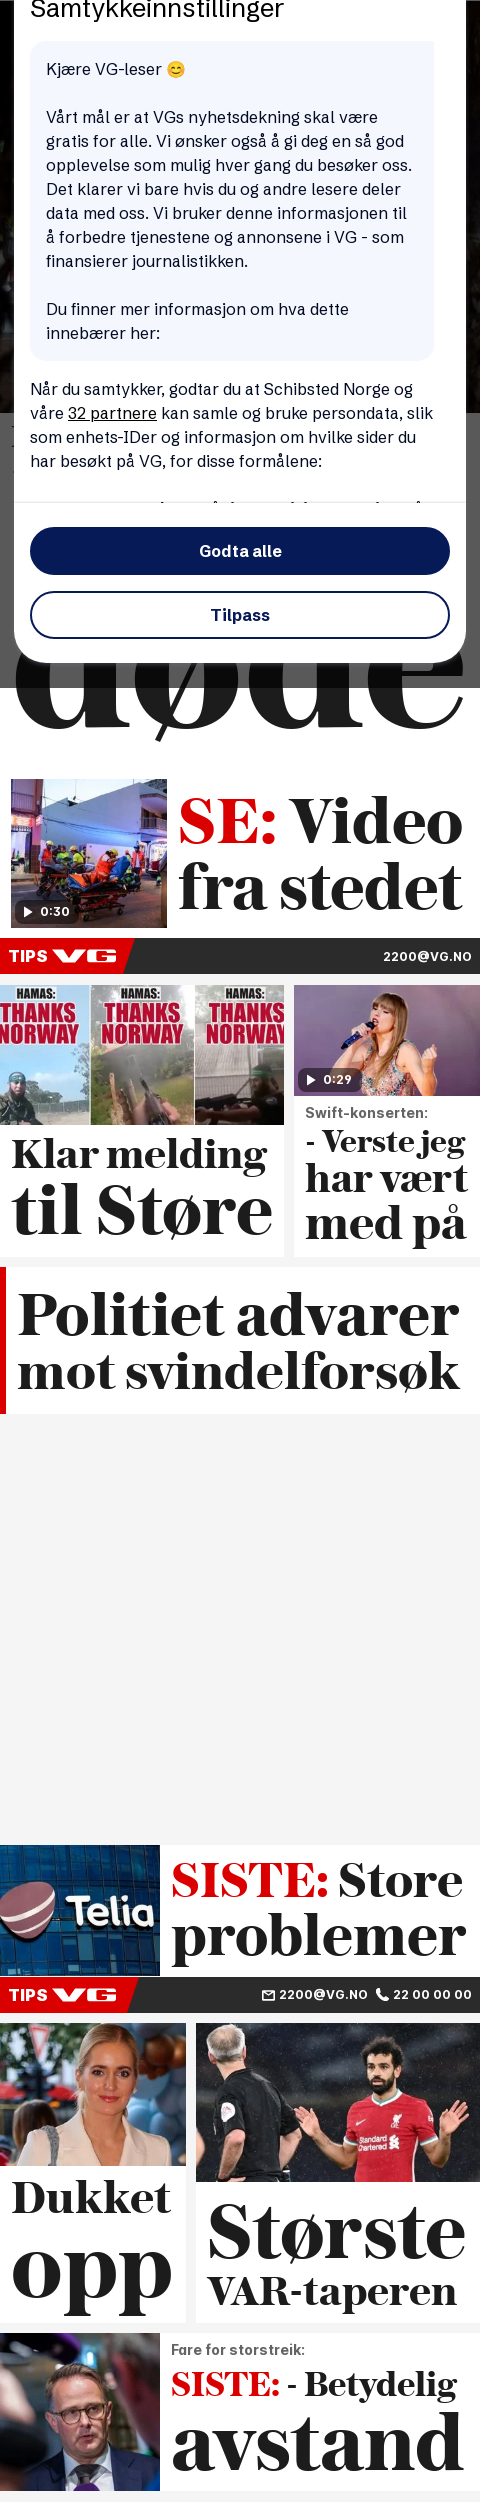 Samtykkeinnstillinger
Kjære VG-leser 😊
Vårt mål er at VGs nyhetsdekning skal være
gratis for alle. Vi ønsker også å gi deg en så god
opplevelse som mulig hver gang du besøker oss.
Det klarer vi bare hvis du og andre lesere deler
data med oss. Vi bruker denne informasjonen til
å forbedre tjenestene og annonsene i VG - som
finansierer journalistikken.
Du finner mer informasjon om hva dette
innebærer her:
Når du samtykker, godtar du at Schibsted Norge og
våre 32 partnere kan samle og bruke persondata, slik
som enhets-IDer og informasjon om hvilke sider du
har besøkt på VG, for disse formålene:
Godta alle
Tilpass
døde
SE: Video
fra stedet
0:30
TIPS VG
2200@VG.NO
HAMAS:
THANKS
NORWAY
HAMAS:
THANKS
NORWAY
HAMAS:
THANKS
NORWAY
Klar melding
til Støre
0:29
Swift-konserten:
- Verste jeg
har vært
med på
Politiet advarer
mot svindelforsøk
Telia
SISTE: Store
problemer
TIPS VG
2200@VG.NO 22 00 00 00
Dukket
opp
Standard
Chartered
Største
VAR-taperen
Fare for storstreik:
SISTE: - Betydelig
avstand